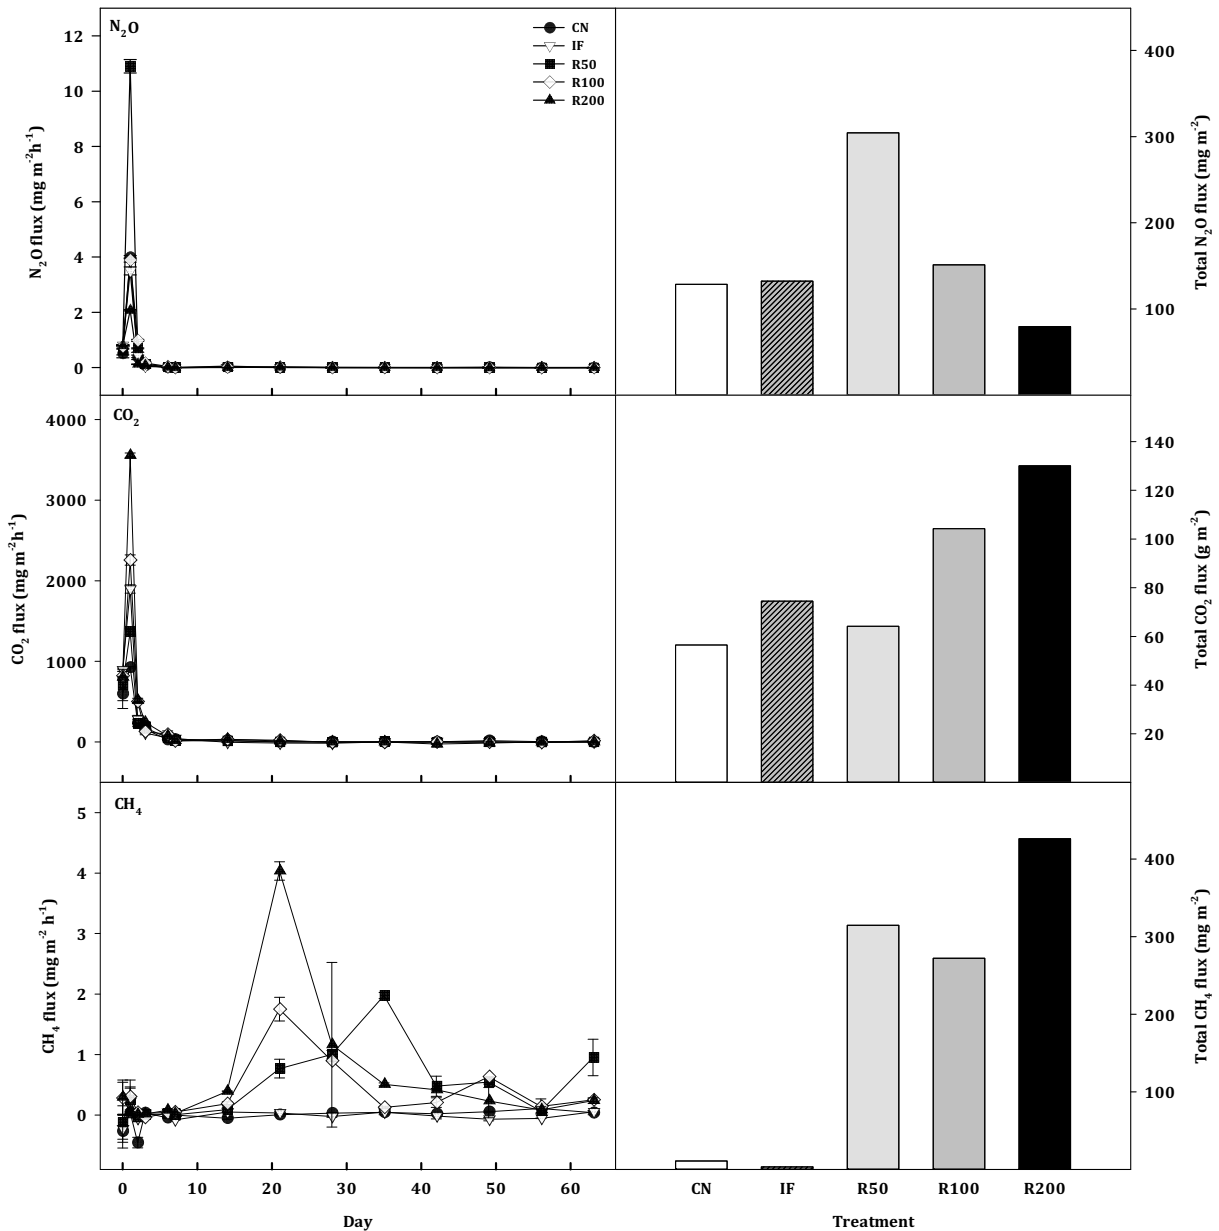 N₂O
CN
IF
R50
R100
R200
12
10
8
6
4
2
0
N₂O flux (mg m⁻²h⁻¹)
400
300
200
100
Total N₂O flux (mg m⁻²)
CO₂
4000
3000
2000
1000
0
CO₂ flux (mg m⁻²h⁻¹)
140
120
100
80
60
40
20
Total CO₂ flux (g m⁻²)
CH₄
5
4
3
2
1
0
CH₄ flux (mg m⁻² h⁻¹)
400
300
200
100
Total CH₄ flux (mg m⁻²)
0 10 20 30 40 50 60
Day
CN IF R50 R100 R200
Treatment